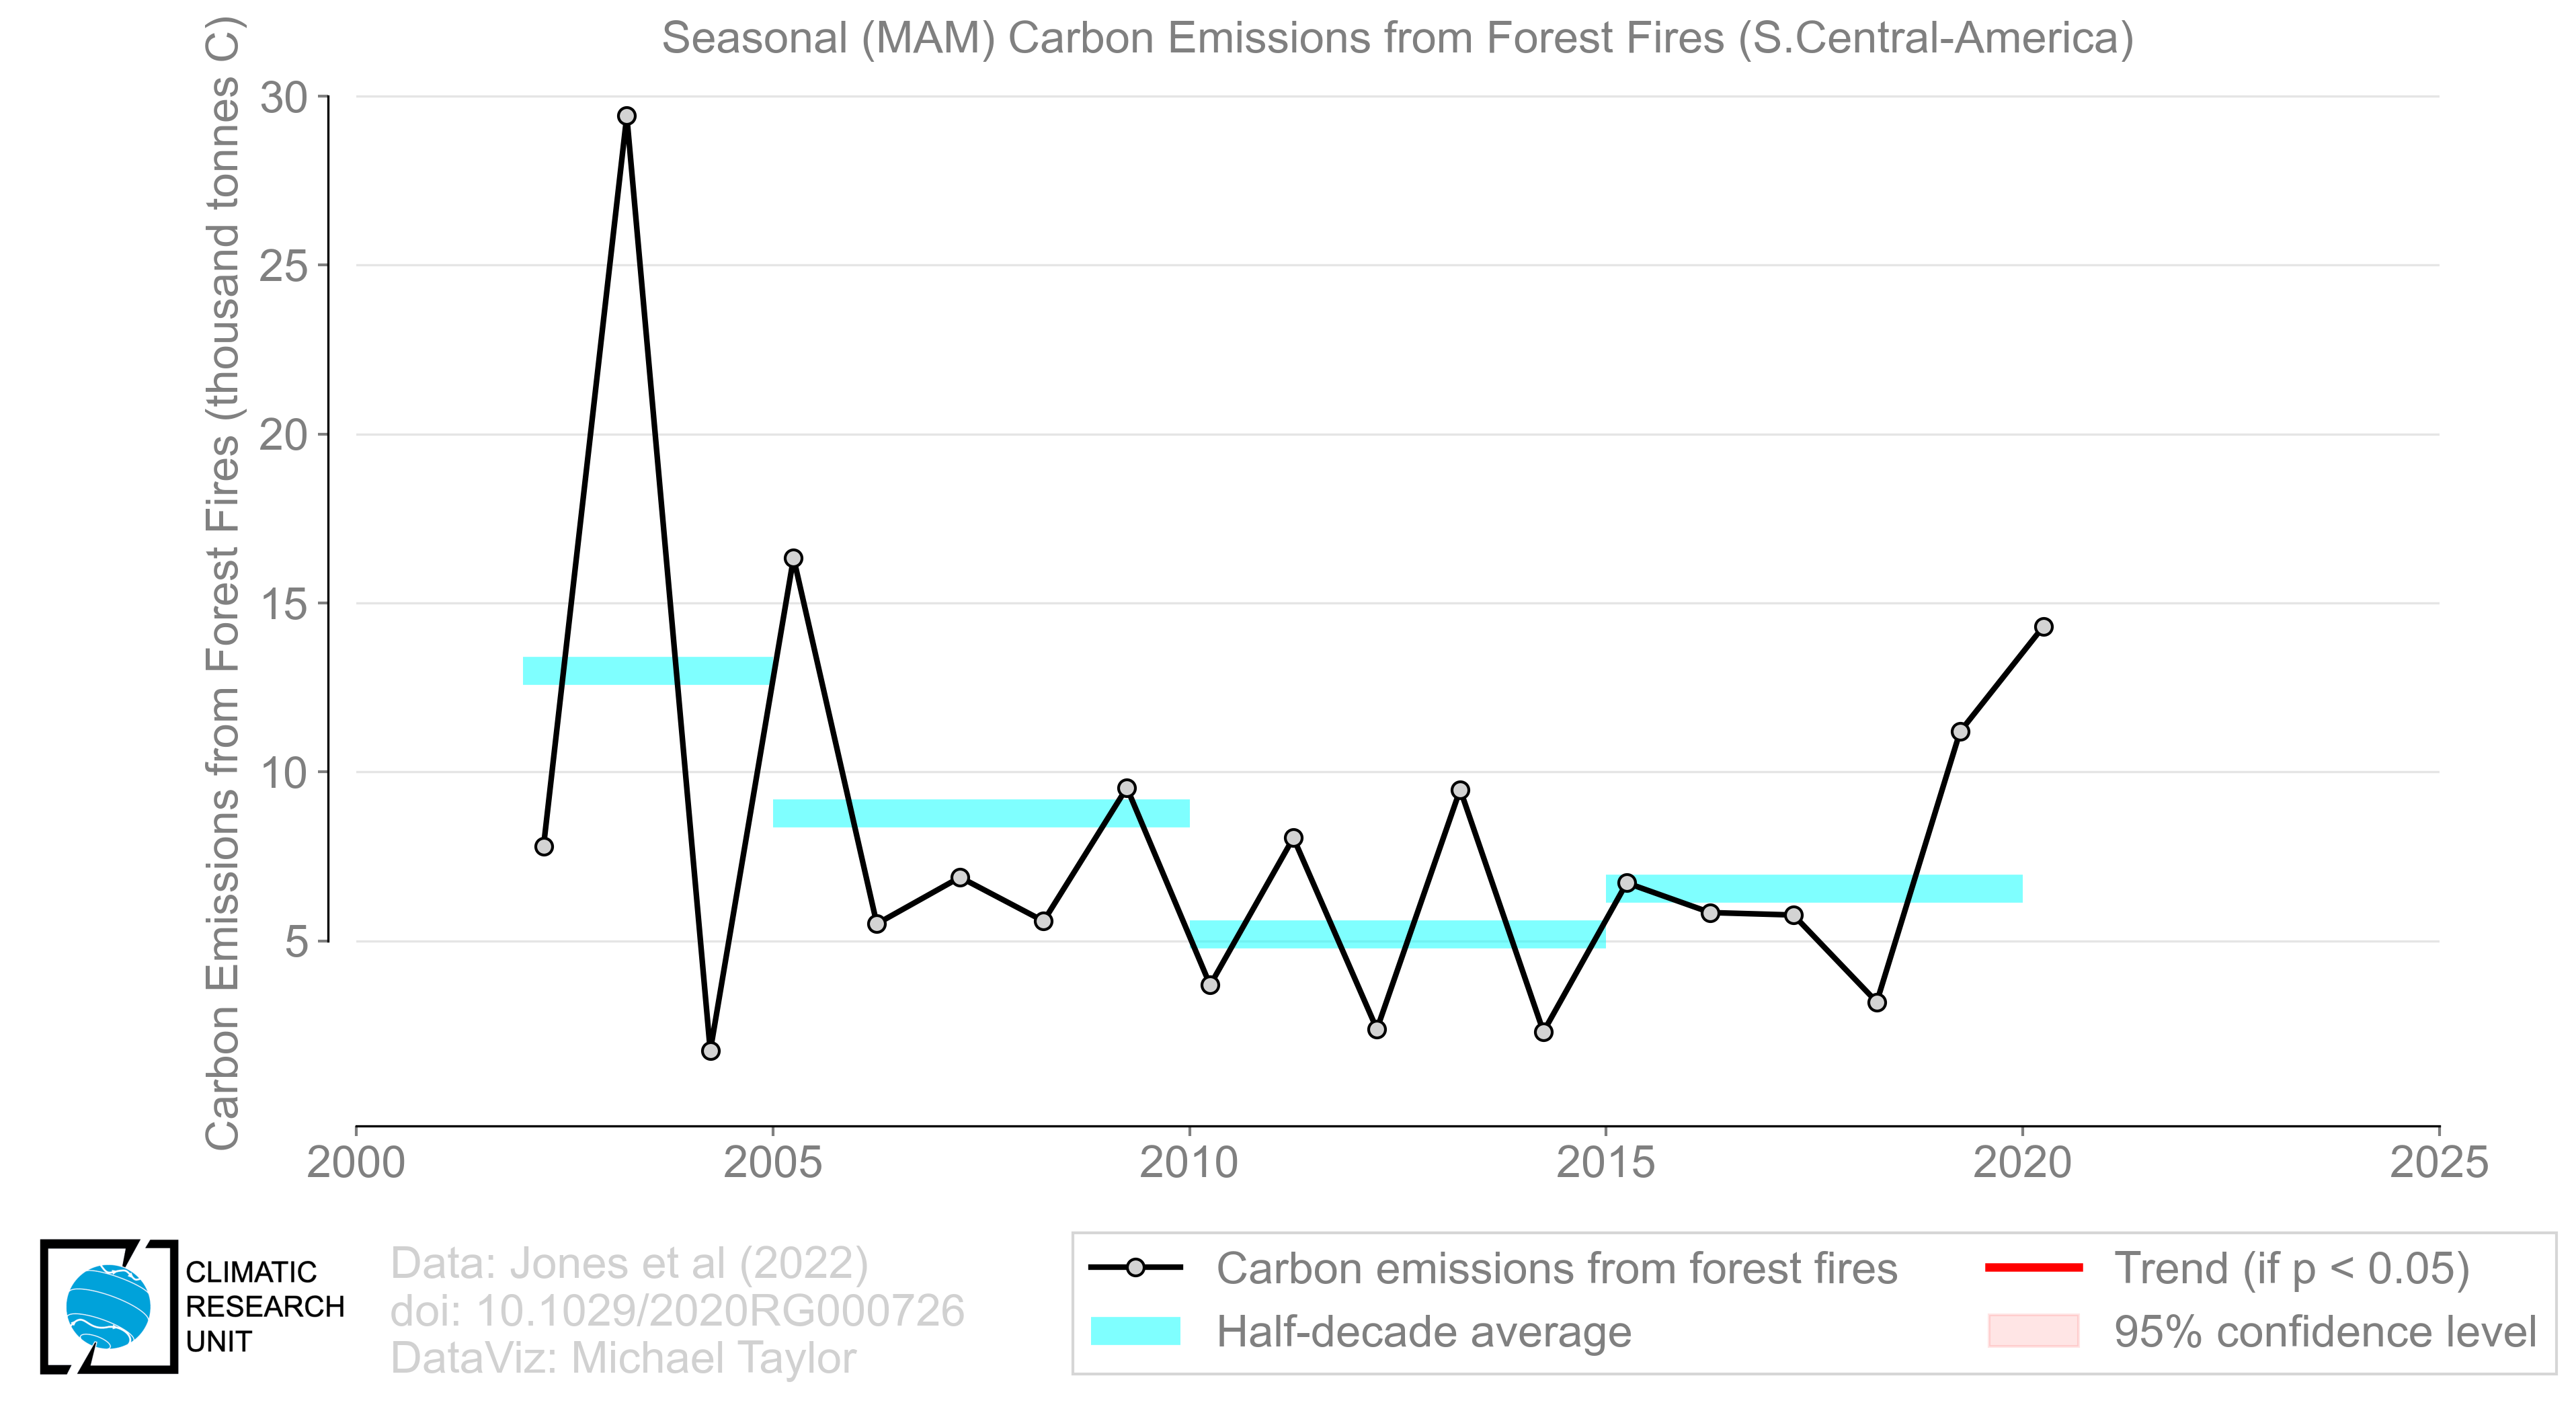 Seasonal (MAM) Carbon Emissions from Forest Fires (S.Central-America)
Carbon Emissions from Forest Fires (thousand tonnes C)
30
25
20
15
10
5
2000
2005
2010
2015
2020
2025
CLIMATIC
RESEARCH
UNIT
Data: Jones et al (2022)
doi: 10.1029/2020RG000726
DataViz: Michael Taylor
Carbon emissions from forest fires
Half-decade average
Trend (if p < 0.05)
95% confidence level